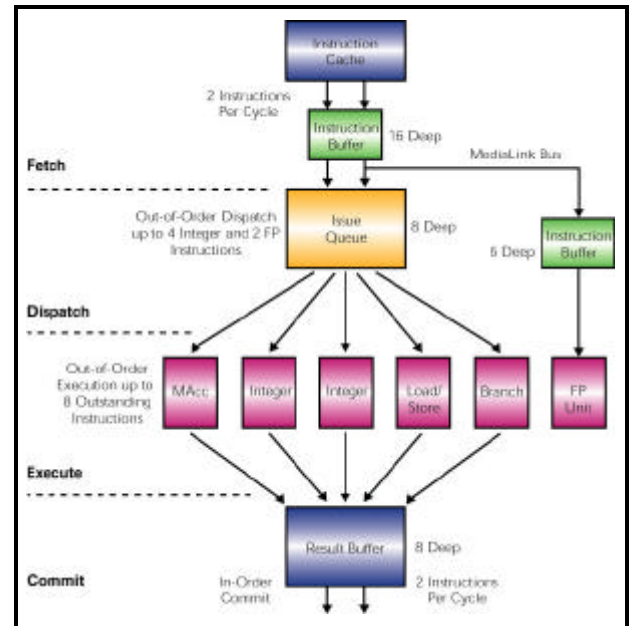 Instruction
Cache
2 Instructions
Per Cycle
Instruction
Buffer
16 Deep
MediaLink Bus
Fetch
Out-of-Order Dispatch
up to 4 Integer and 2 FP
Instructions
Issue
Queue
8 Deep
6 Deep
Instruction
Buffer
Dispatch
Out-of-Order
Execution up to
8 Outstanding
Instructions
MAcc
Integer
Integer
Load/
Store
Branch
FP
Unit
Execute
Result Buffer
8 Deep
Commit
In-Order
Commit
2 Instructions
Per Cycle